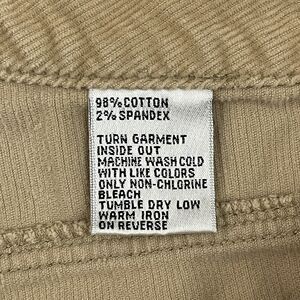 98% COTTON
2% SPANDEX
TURN GARMENT
INSIDE OUT
MACHINE WASH COLD
WITH LIKE COLORS
ONLY NON-CHLORINE
BLEACH
TUMBLE DRY LOW
WARM IRON
ON REVERSE